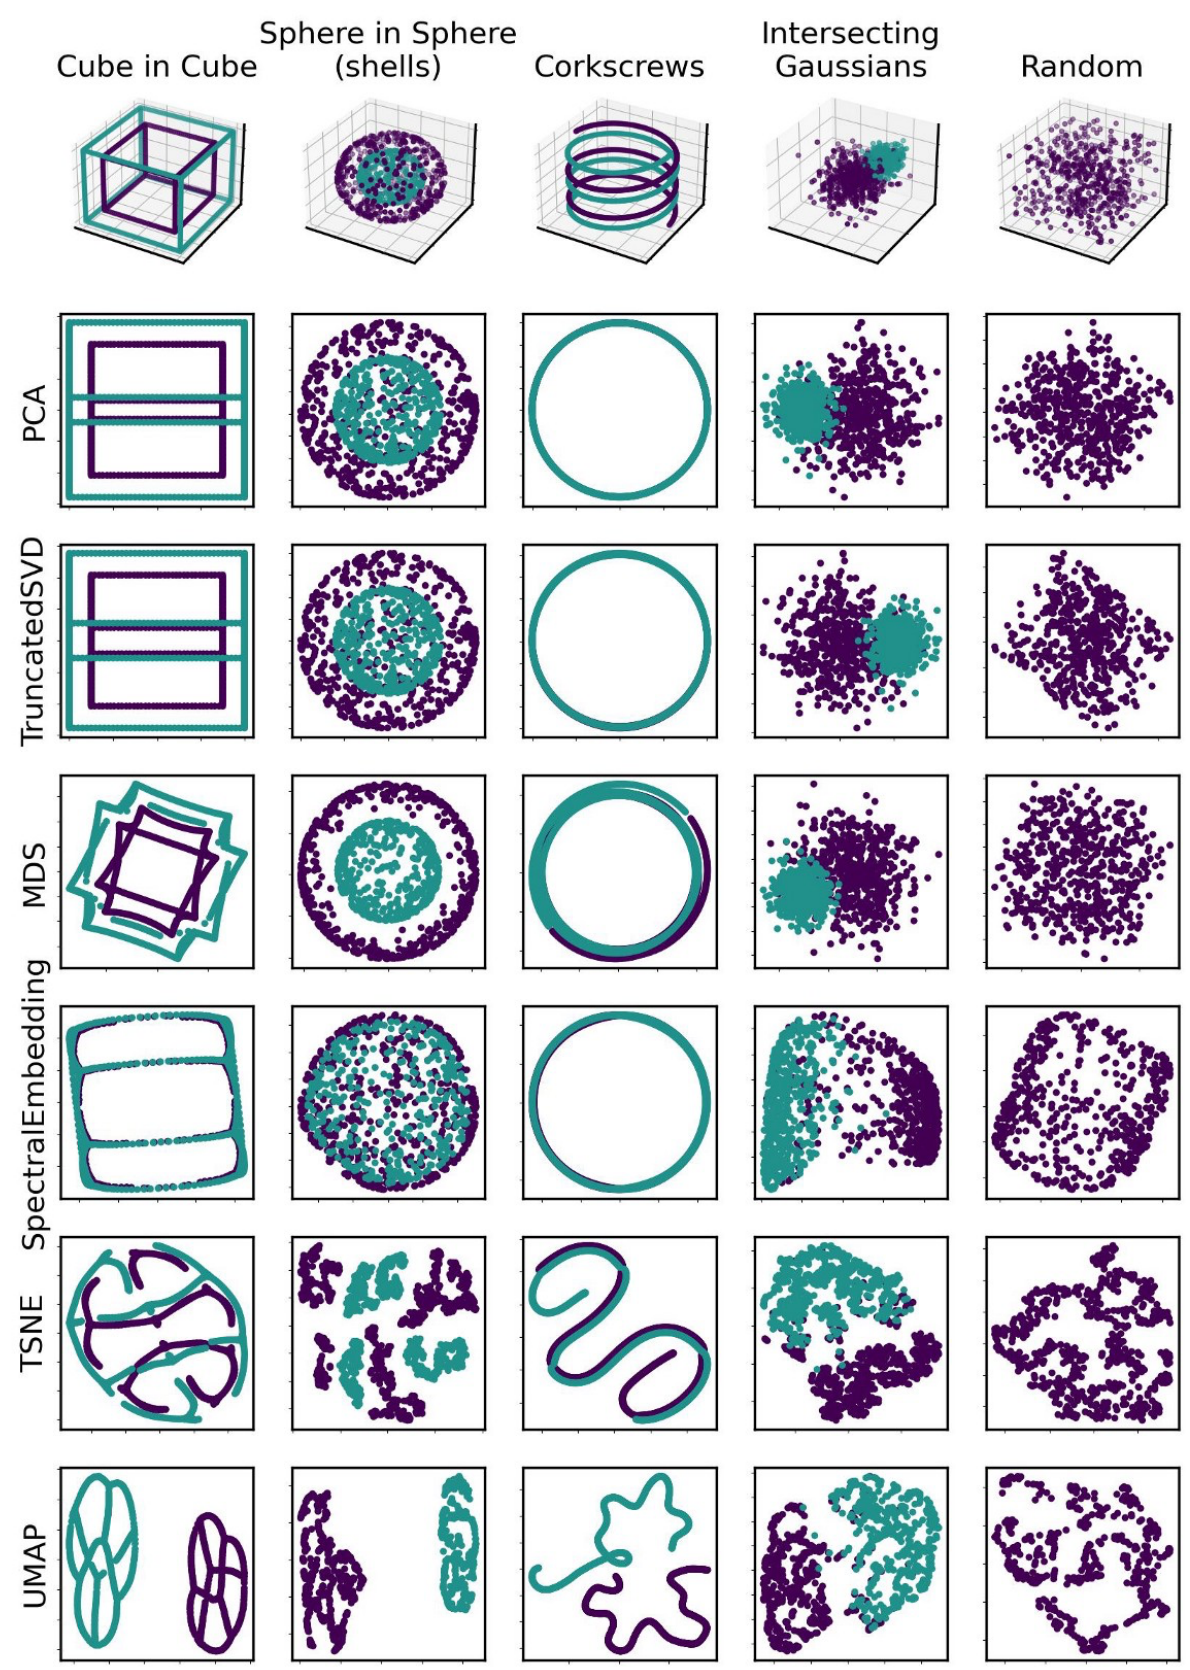 Cube in Cube
Sphere in Sphere
(shells)
Corkscrews
Intersecting
Gaussians
Random
PCA
TruncatedSVD
MDS
SpectralEmbedding
TSNE
UMAP